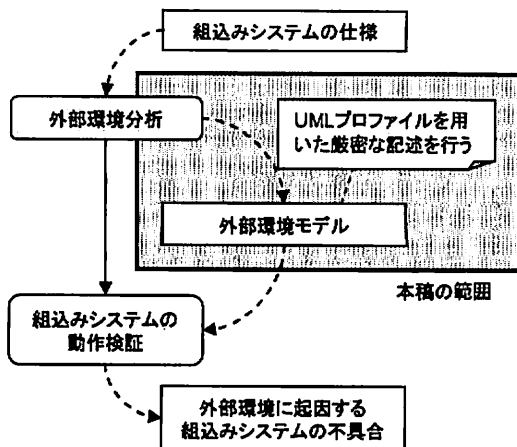 組込みシステムの仕様
外部環境分析
UMLプロファイルを用
いた厳密な記述を行う
外部環境モデル
本稿の範囲
組込みシステムの
動作検証
外部環境に起因する
組込みシステムの不具合